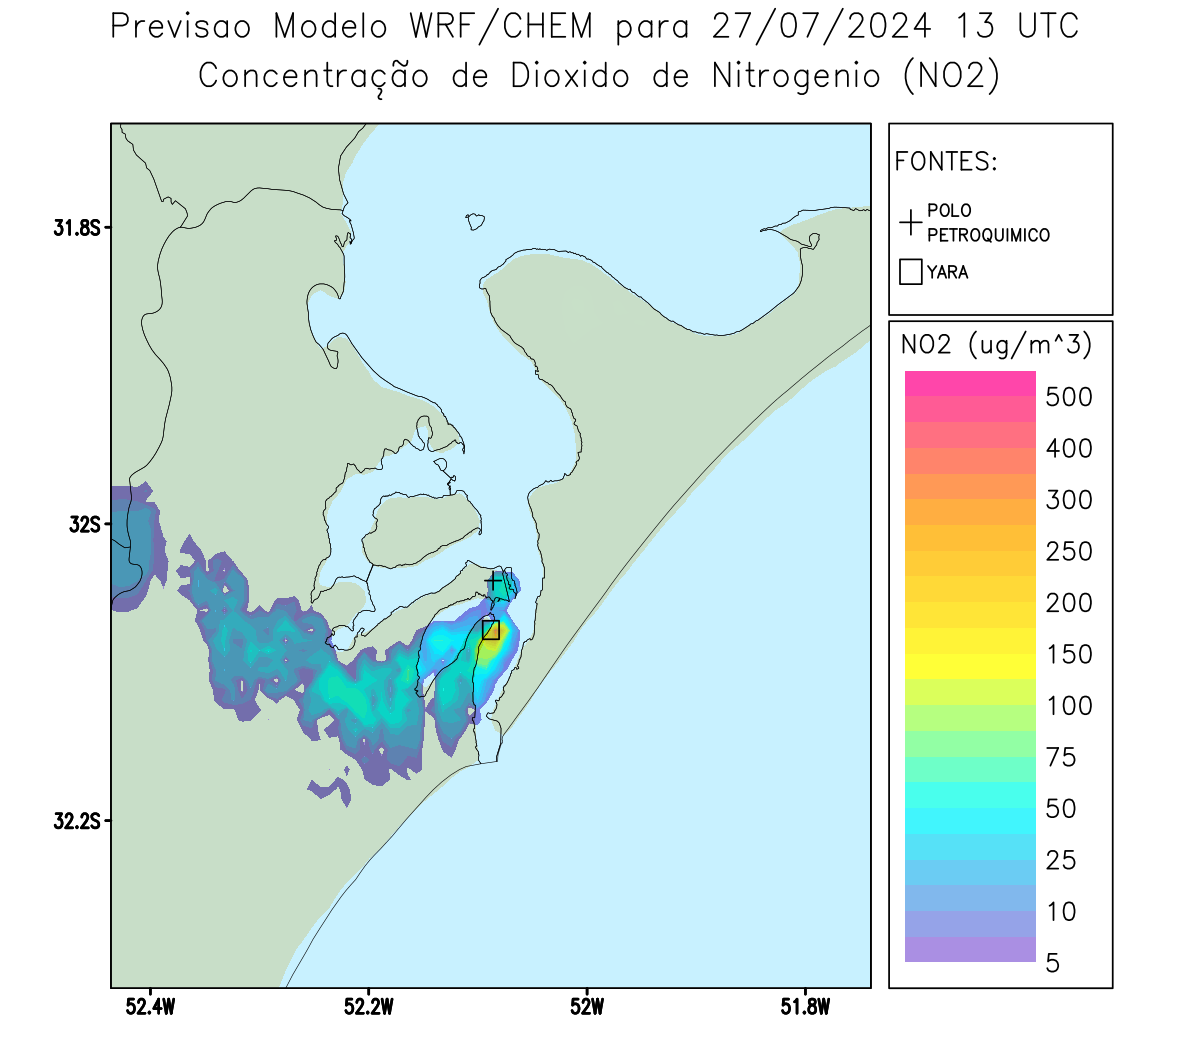 Previsao Modelo WRF/CHEM para 27/07/2024 13 UTC
Concentração de Dioxido de Nitrogenio (NO2)
FONTES:
POLO
PETROQUIMICO
YARA
NO2 (ug/m^3)
500
400
300
250
200
150
100
75
50
25
10
5
31.8S
32S
32.2S
52.4W
52.2W
52W
51.8W